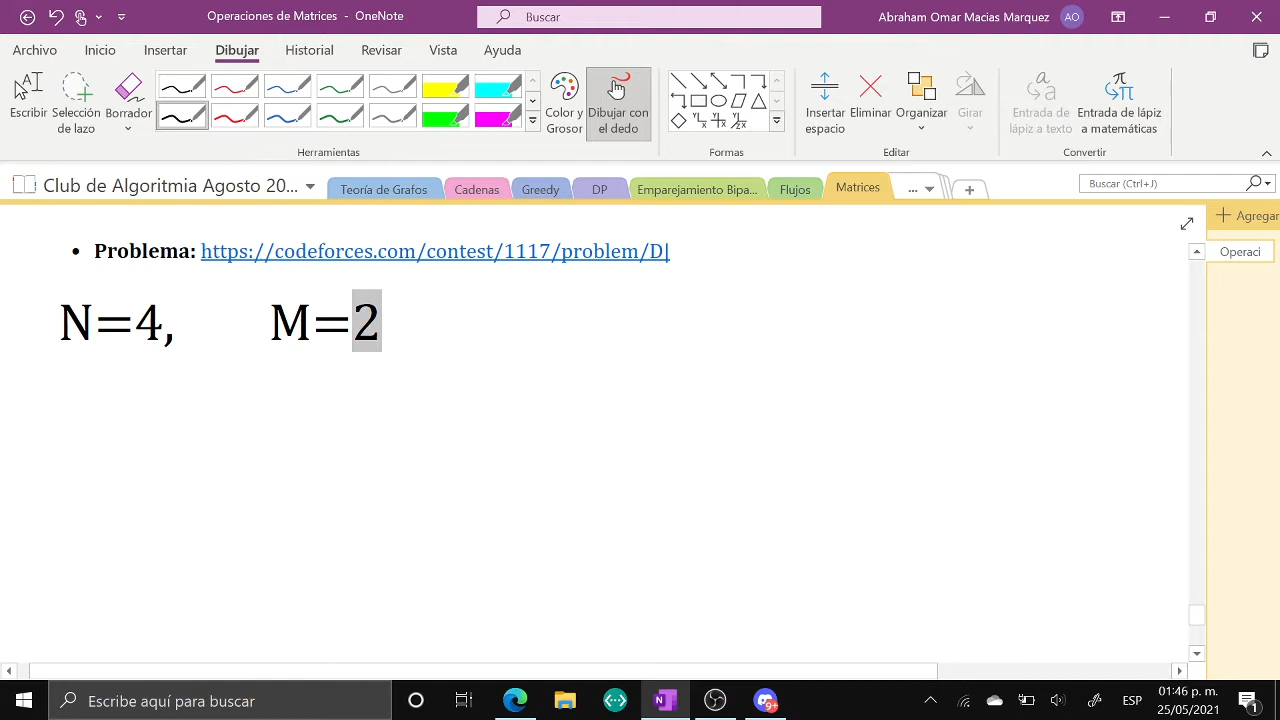 Operaciones de Matrices - OneNote
Buscar
Abraham Omar Macias Marquez
AO
Archivo Inicio Insertar Dibujar Historial Revisar Vista Ayuda
Escribir
Selección de lazo
Borrador
Color y Grosor
Dibujar con el dedo
Insertar espacio
Eliminar
Organizar
Girar
Entrada de lápiz a texto
Entrada de lápiz a matemáticas
Herramientas
Formas
Editar
Convertir
Club de Algoritmia Agosto 20...
Teoría de Grafos
Cadenas
Greedy
DP
Emparejamiento Bipa...
Flujos
Matrices
...
Buscar (Ctrl+J)
Agregar
• Problema: https://codeforces.com/contest/1117/problem/D|
Operaci
N=4, M=2
Escribe aquí para buscar
9+
ESP
01:46 p. m.
25/05/2021
1